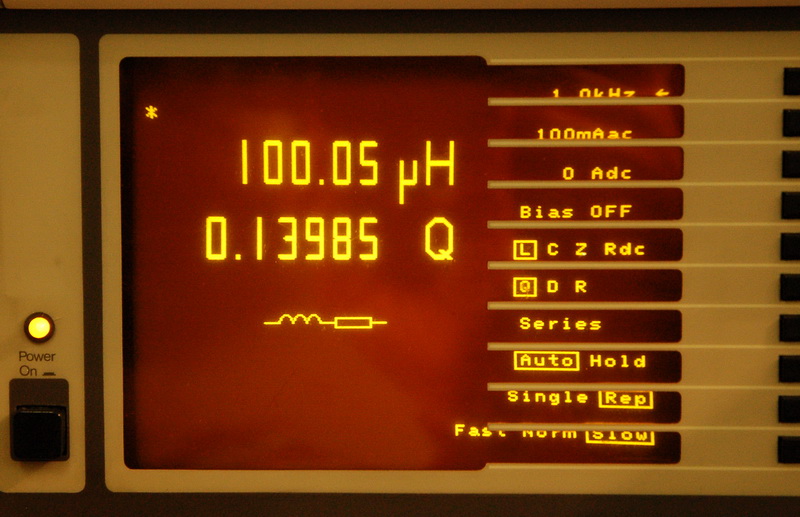 1.0kHz ←
*
100mAac
100.05 µH
0 Adc
Bias OFF
0.13985 Q
L C Z Rdc
Q D R
Series
Power
On
Auto Hold
Single Rep
Fast Norm Slow